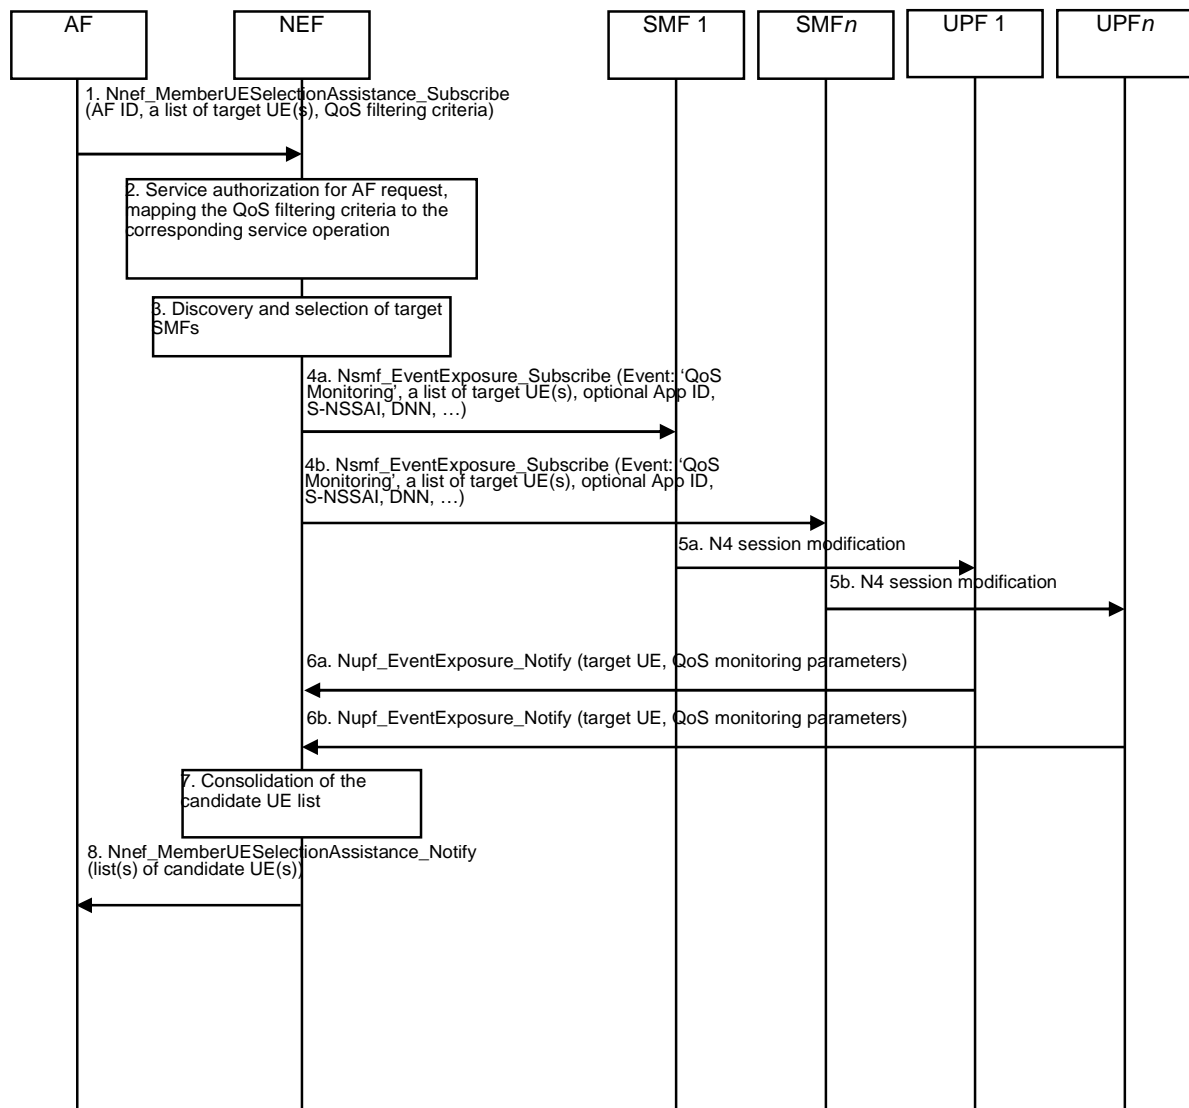 AF
NEF
SMF 1
SMFn
UPF 1
UPFn
1. Nnef_MemberUESelectionAssistance_Subscribe
(AF ID, a list of target UE(s), QoS filtering criteria)
2. Service authorization for AF request,
mapping the QoS filtering criteria to the
corresponding service operation
3. Discovery and selection of target
SMFs
4a. Nsmf_EventExposure_Subscribe (Event: ‘QoS
Monitoring’, a list of target UE(s), optional App ID,
S-NSSAI, DNN, …)
4b. Nsmf_EventExposure_Subscribe (Event: ‘QoS
Monitoring’, a list of target UE(s), optional App ID,
S-NSSAI, DNN, …)
5a. N4 session modification
5b. N4 session modification
6a. Nupf_EventExposure_Notify (target UE, QoS monitoring parameters)
6b. Nupf_EventExposure_Notify (target UE, QoS monitoring parameters)
7. Consolidation of the
candidate UE list
8. Nnef_MemberUESelectionAssistance_Notify
(list(s) of candidate UE(s))